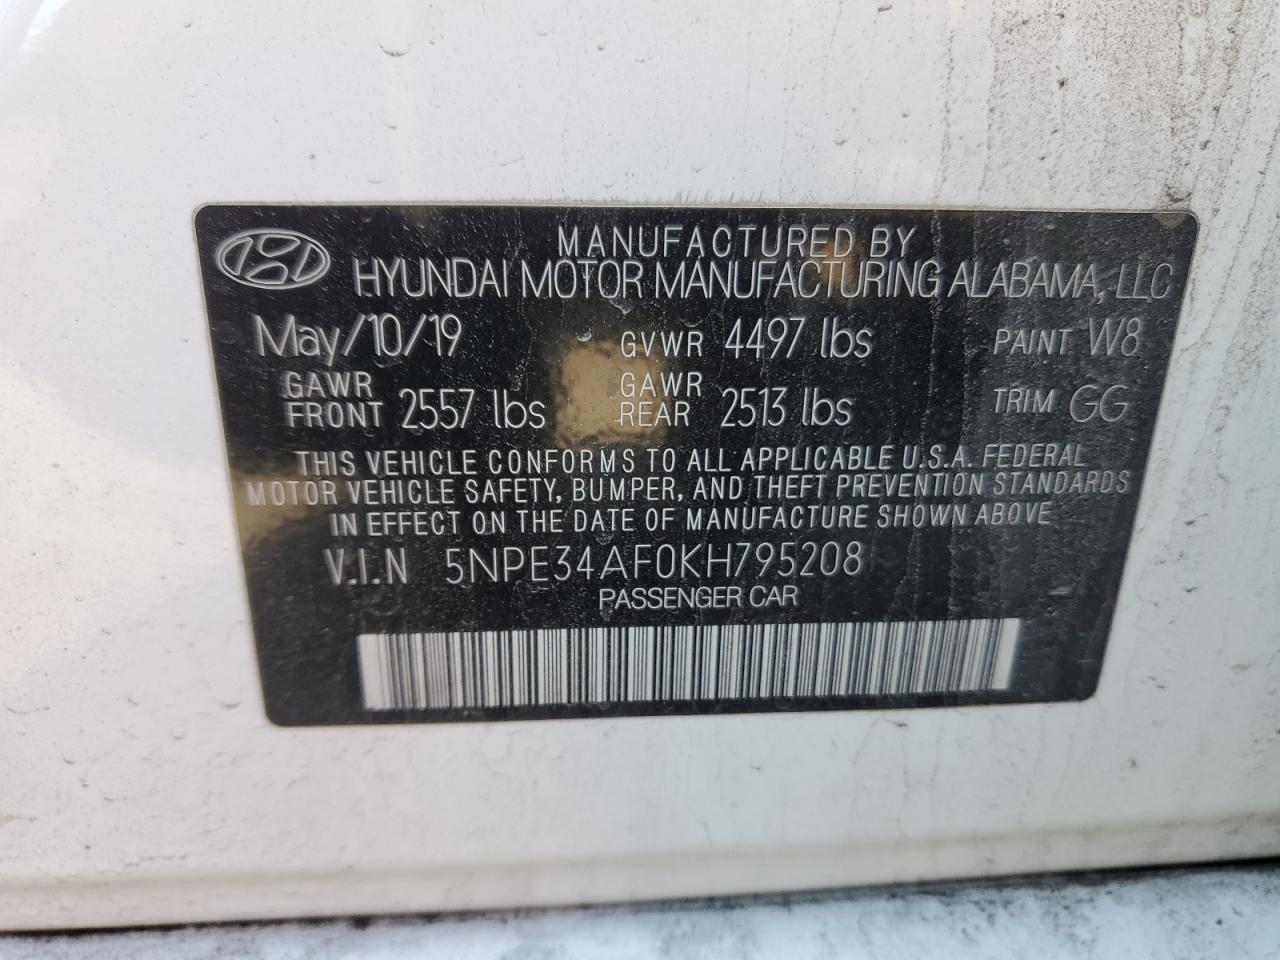 MANUFACTURED BY
HYUNDAI MOTOR MANUFACTURING ALABAMA, LLC
May/10/19 GVWR 4497 lbs PAINT W8
GAWR FRONT 2557 lbs GAWR REAR 2513 lbs TRIM GG
THIS VEHICLE CONFORMS TO ALL APPLICABLE U.S.A. FEDERAL
MOTOR VEHICLE SAFETY, BUMPER, AND THEFT PREVENTION STANDARDS
IN EFFECT ON THE DATE OF MANUFACTURE SHOWN ABOVE
V.I.N 5NPE34AF0KH795208
PASSENGER CAR